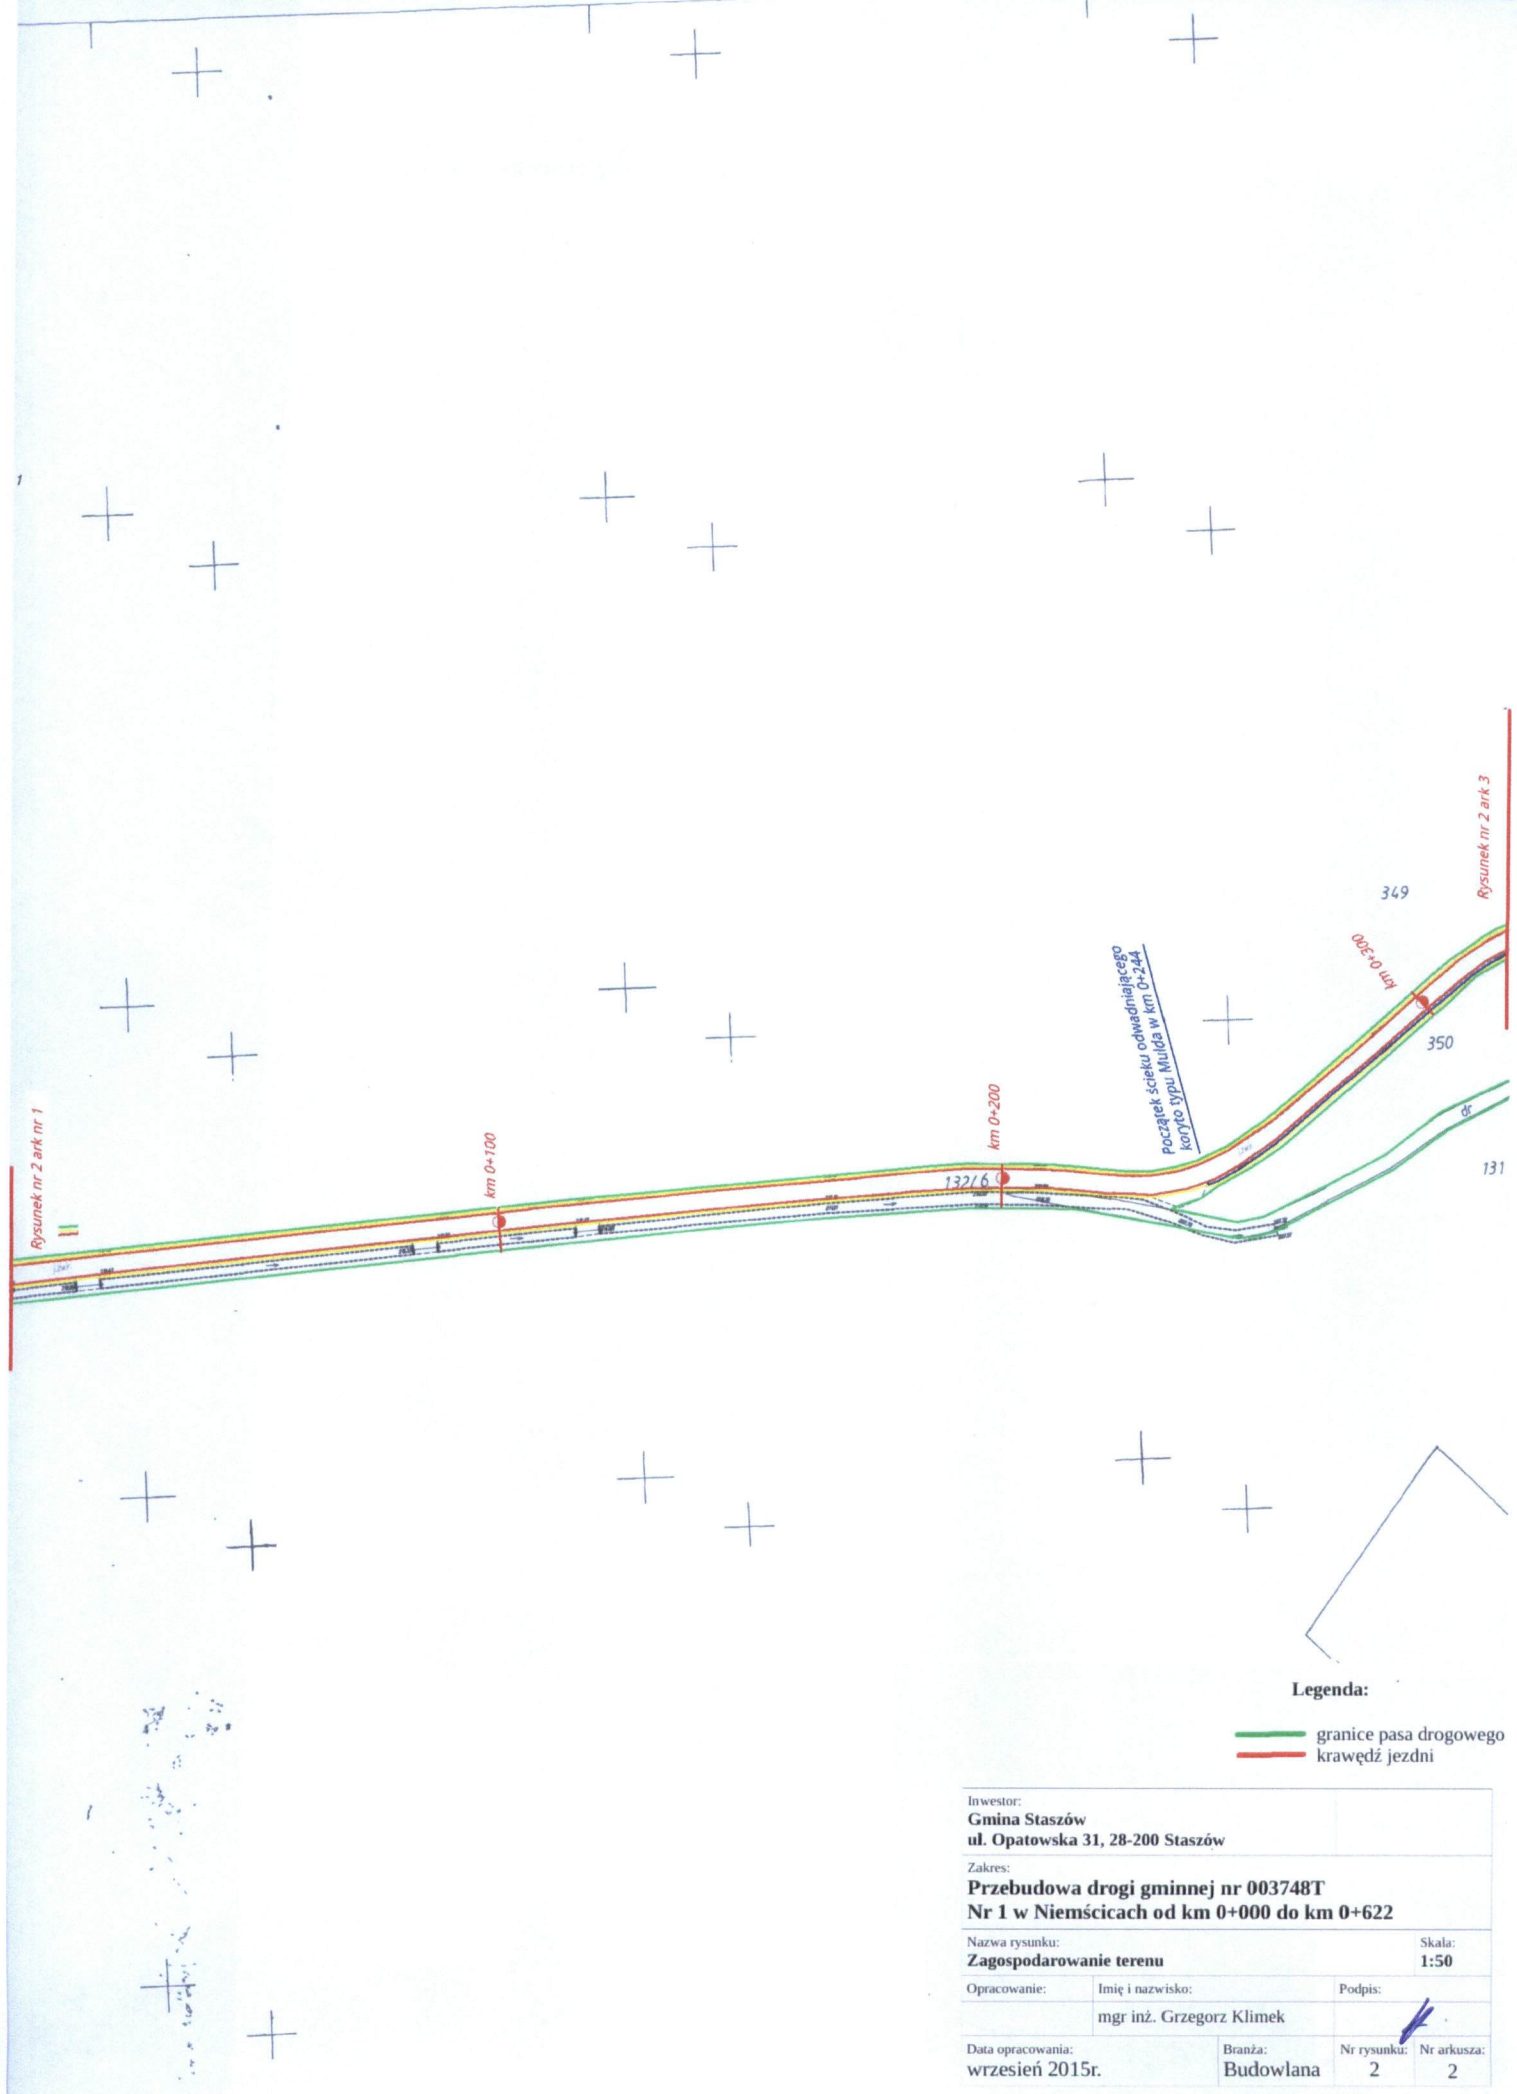 1
349
Rysunek nr 2 ark 3
km 0+300
Początek ścieku odwadniającego
koryto typu Mulda w km 0+244
350
dr
131
km 0+200
132/6
km 0+100
Rysunek nr 2 ark nr 1
Legenda:
granice pasa drogowego
krawędź jezdni
Inwestor:
Gmina Staszów
ul. Opatowska 31, 28-200 Staszów
Zakres:
Przebudowa drogi gminnej nr 003748T
Nr 1 w Niemścicach od km 0+000 do km 0+622
Nazwa rysunku:
Zagospodarowanie terenu
Skala:
1:50
Opracowanie:
Imię i nazwisko:
Podpis:
mgr inż. Grzegorz Klimek
Data opracowania:
wrzesień 2015r.
Branża:
Budowlana
Nr rysunku:
2
Nr arkusza:
2